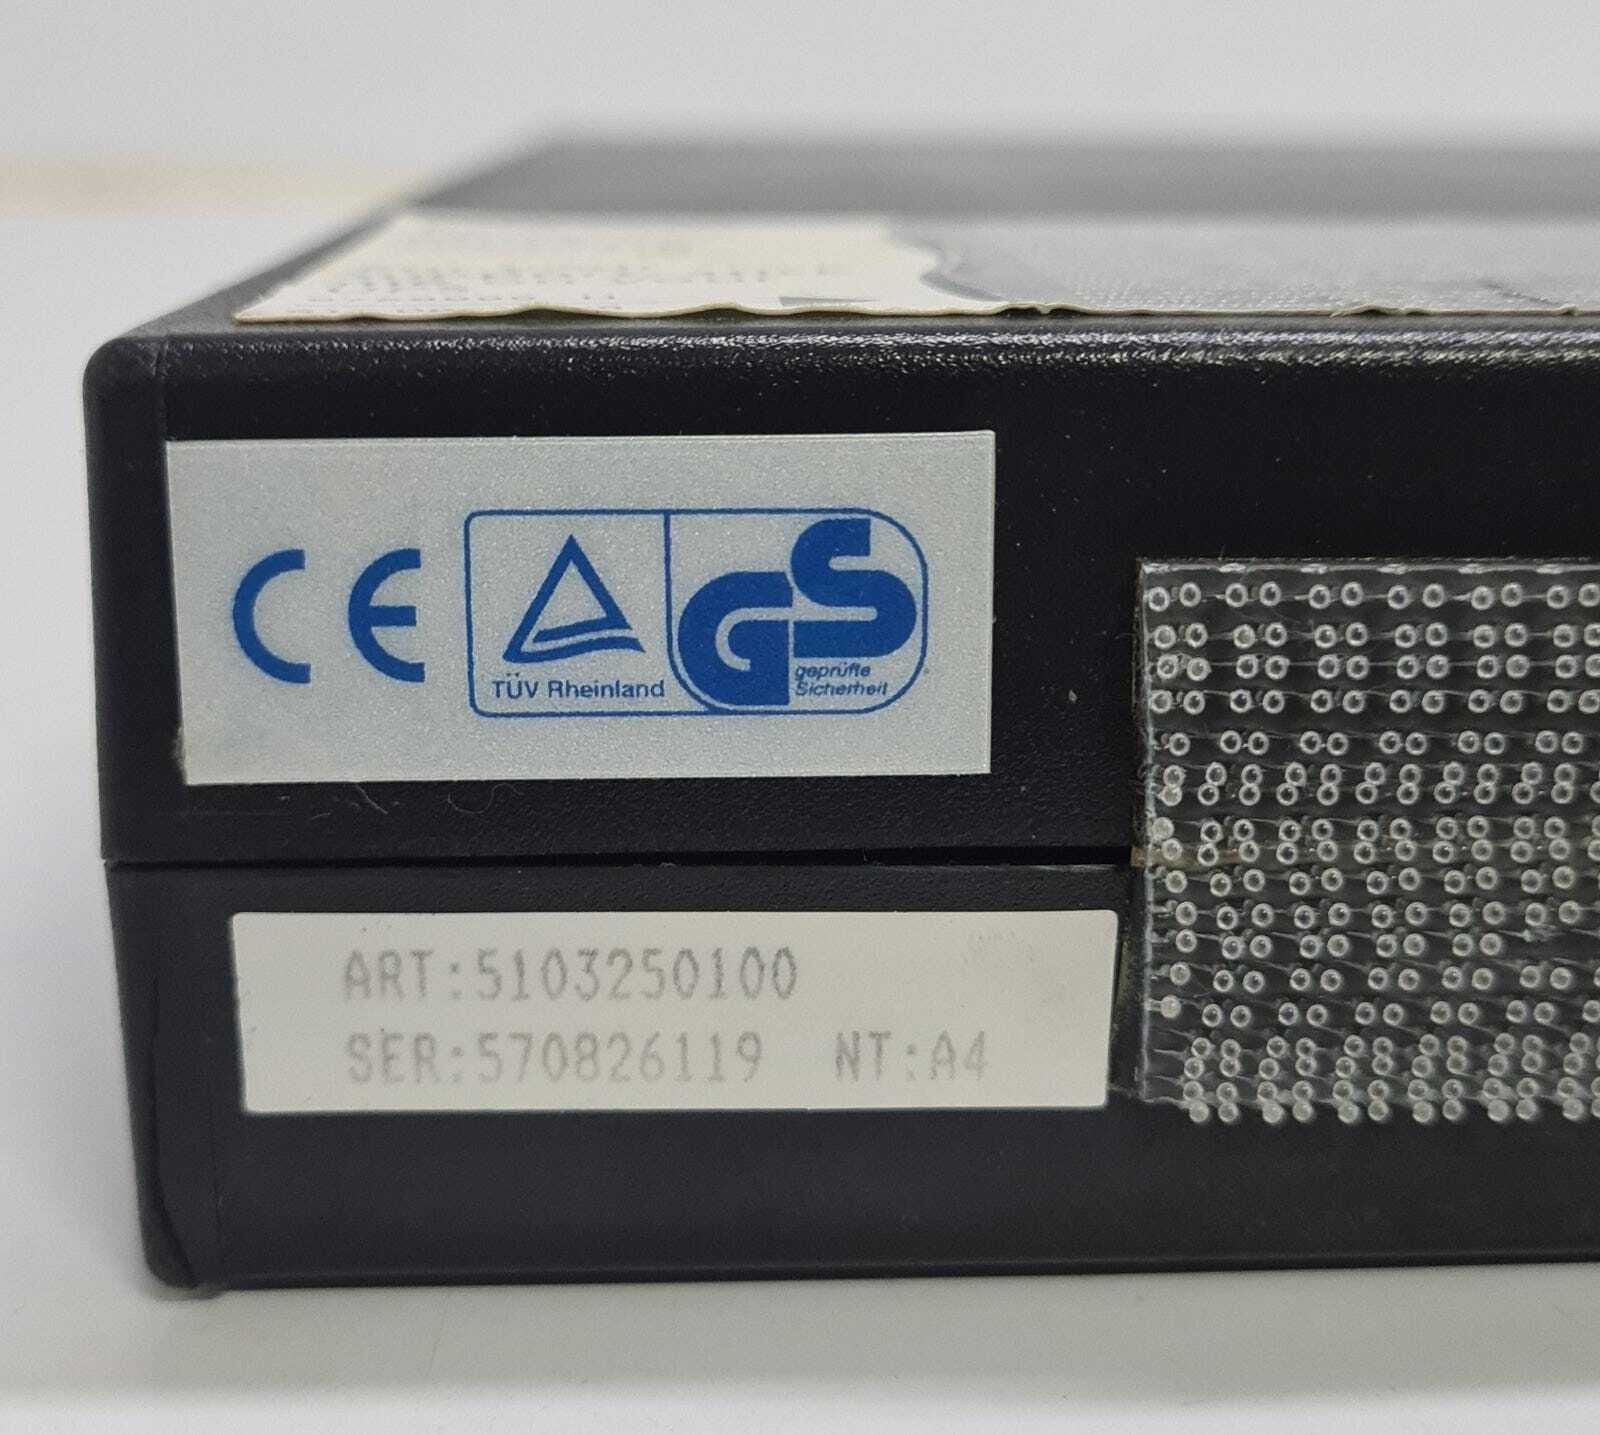 CE
TÜV Rheinland
GS
geprüfte
Sicherheit
ART:5103250100
SER:570826119 NT:A4